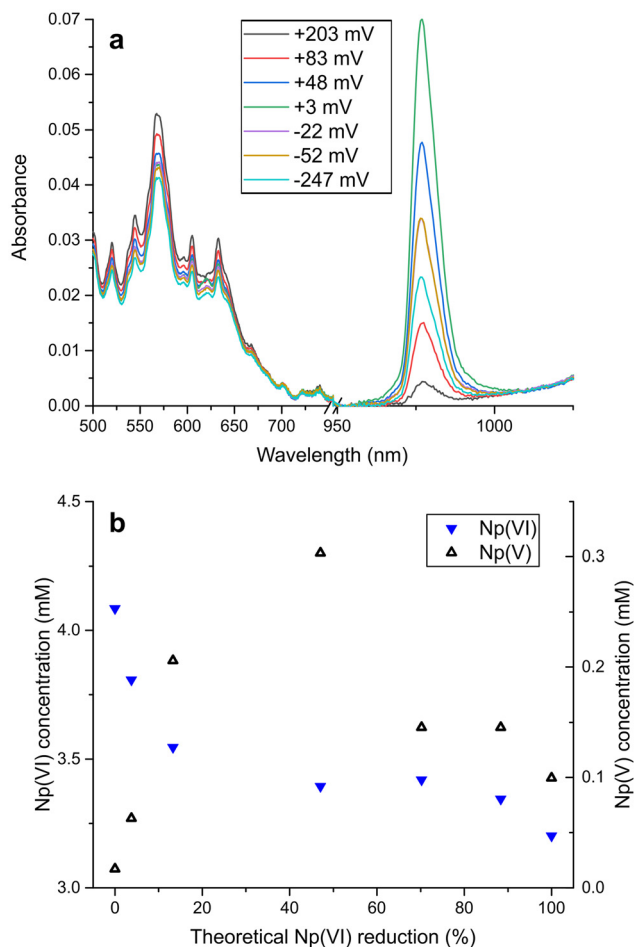 a
+203 mV
+83 mV
+48 mV
+3 mV
-22 mV
-52 mV
-247 mV
Absorbance
0.07
0.06
0.05
0.04
0.03
0.02
0.01
0.00
500 550 600 650 700 950 1000
Wavelength (nm)
b
Np(VI)
Np(V)
Np(VI) concentration (mM)
4.5
4.0
3.5
3.0
0.3
0.2
0.1
0.0
Np(V) concentration (mM)
0 20 40 60 80 100
Theoretical Np(VI) reduction (%)